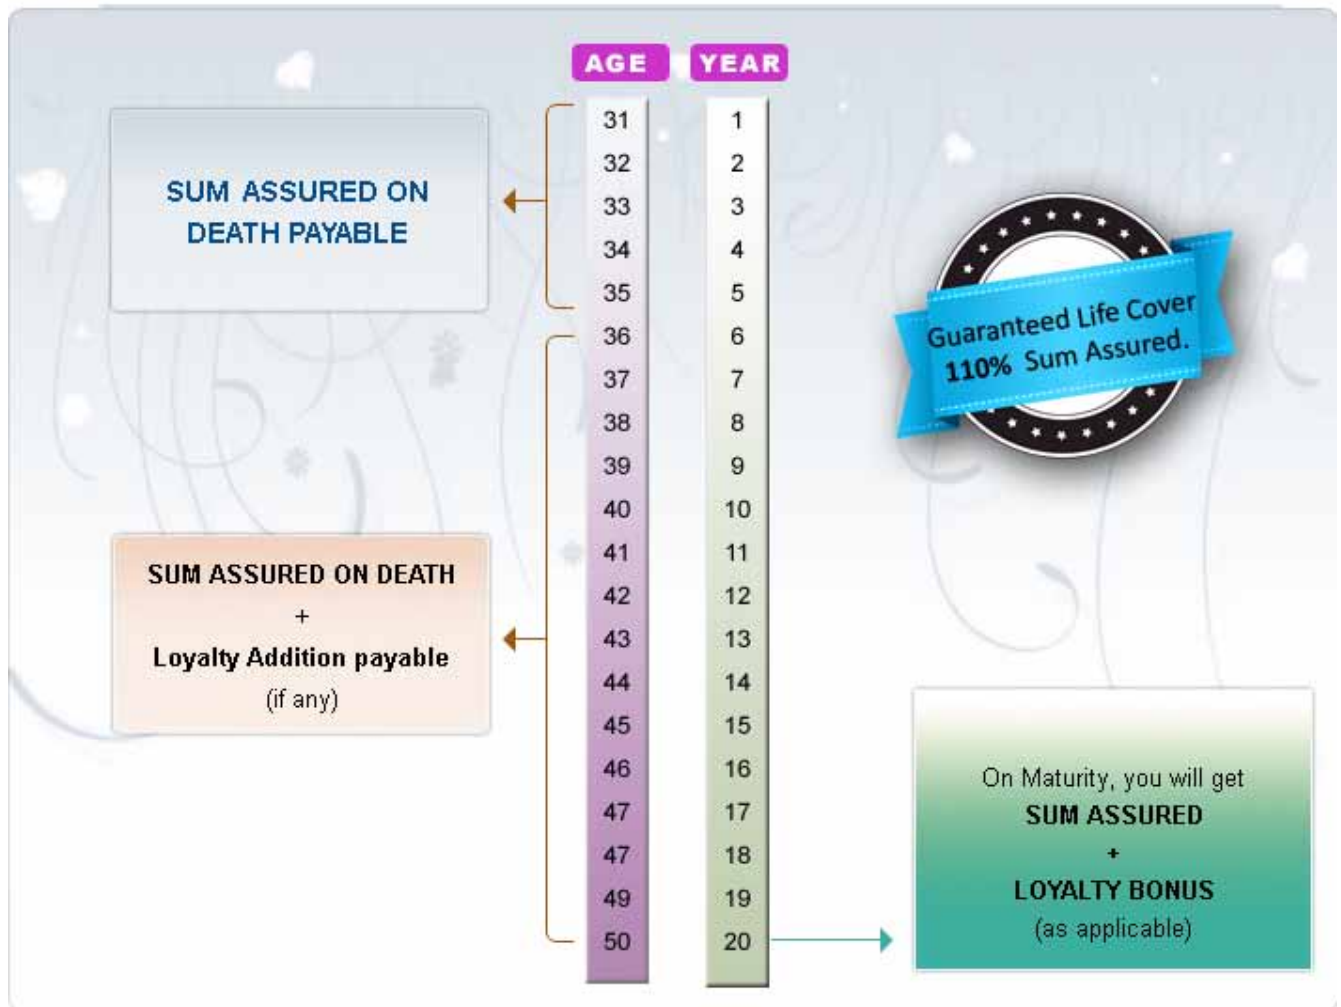 AGE YEAR
31 1
32 2
33 3
34 4
35 5
36 6
37 7
38 8
39 9
40 10
41 11
42 12
43 13
44 14
45 15
46 16
47 17
47 18
49 19
50 20
SUM ASSURED ON
DEATH PAYABLE
SUM ASSURED ON DEATH
+
Loyalty Addition payable
(if any)
Guaranteed Life Cover
110% Sum Assured.
On Maturity, you will get
SUM ASSURED
+
LOYALTY BONUS
(as applicable)